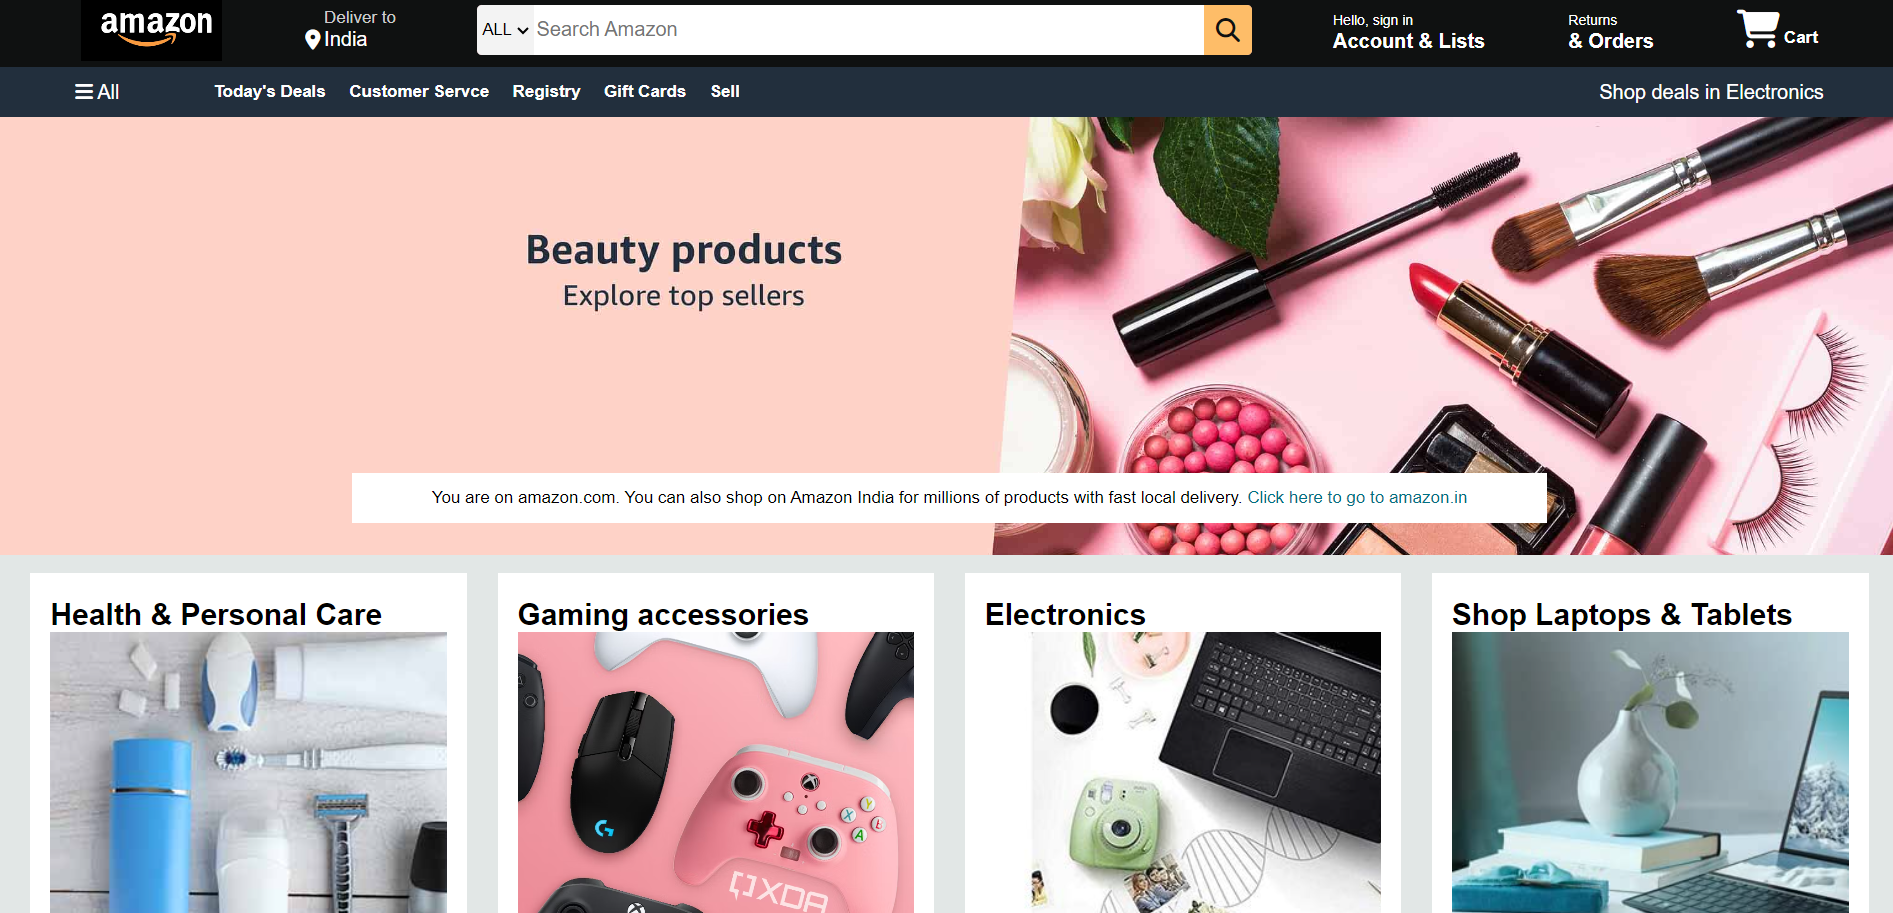 amazon
Deliver to
India
ALL
Search Amazon
Hello, sign in
Account & Lists
Returns
& Orders
Cart
All
Today's Deals
Customer Servce
Registry
Gift Cards
Sell
Shop deals in Electronics
Beauty products
Explore top sellers
You are on amazon.com. You can also shop on Amazon India for millions of products with fast local delivery. Click here to go to amazon.in
Health & Personal Care
Gaming accessories
Electronics
Shop Laptops & Tablets
Y
X
A